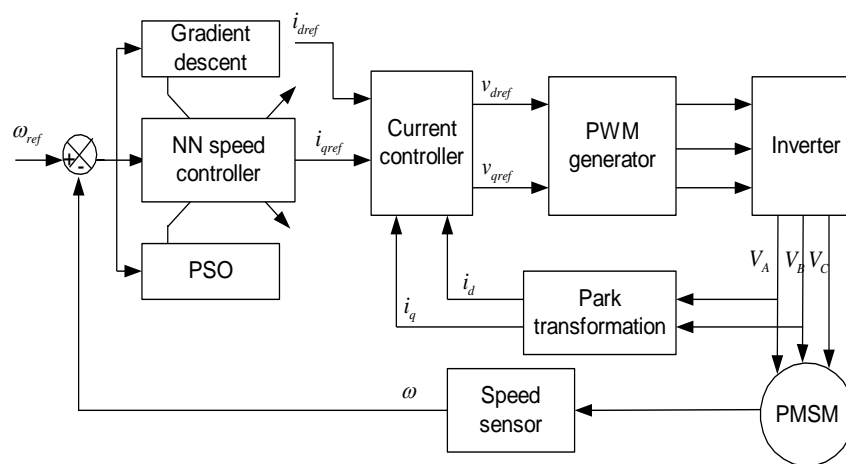 Gradient
descent
i_dref
ω_ref
+
-
NN speed
controller
i_qref
PSO
Current
controller
v_dref
v_qref
PWM
generator
Inverter
V_A
V_B
V_C
i_d
i_q
Park
transformation
ω
Speed
sensor
PMSM